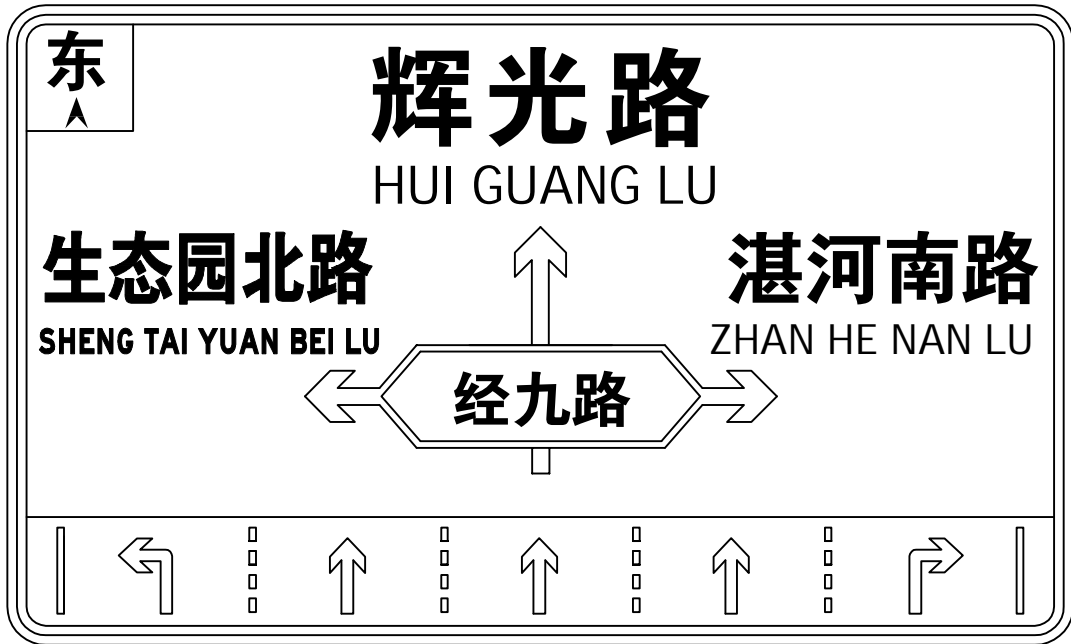 东
辉光路
HUI GUANG LU
生态园北路
SHENG TAI YUAN BEI LU
湛河南路
ZHAN HE NAN LU
经九路